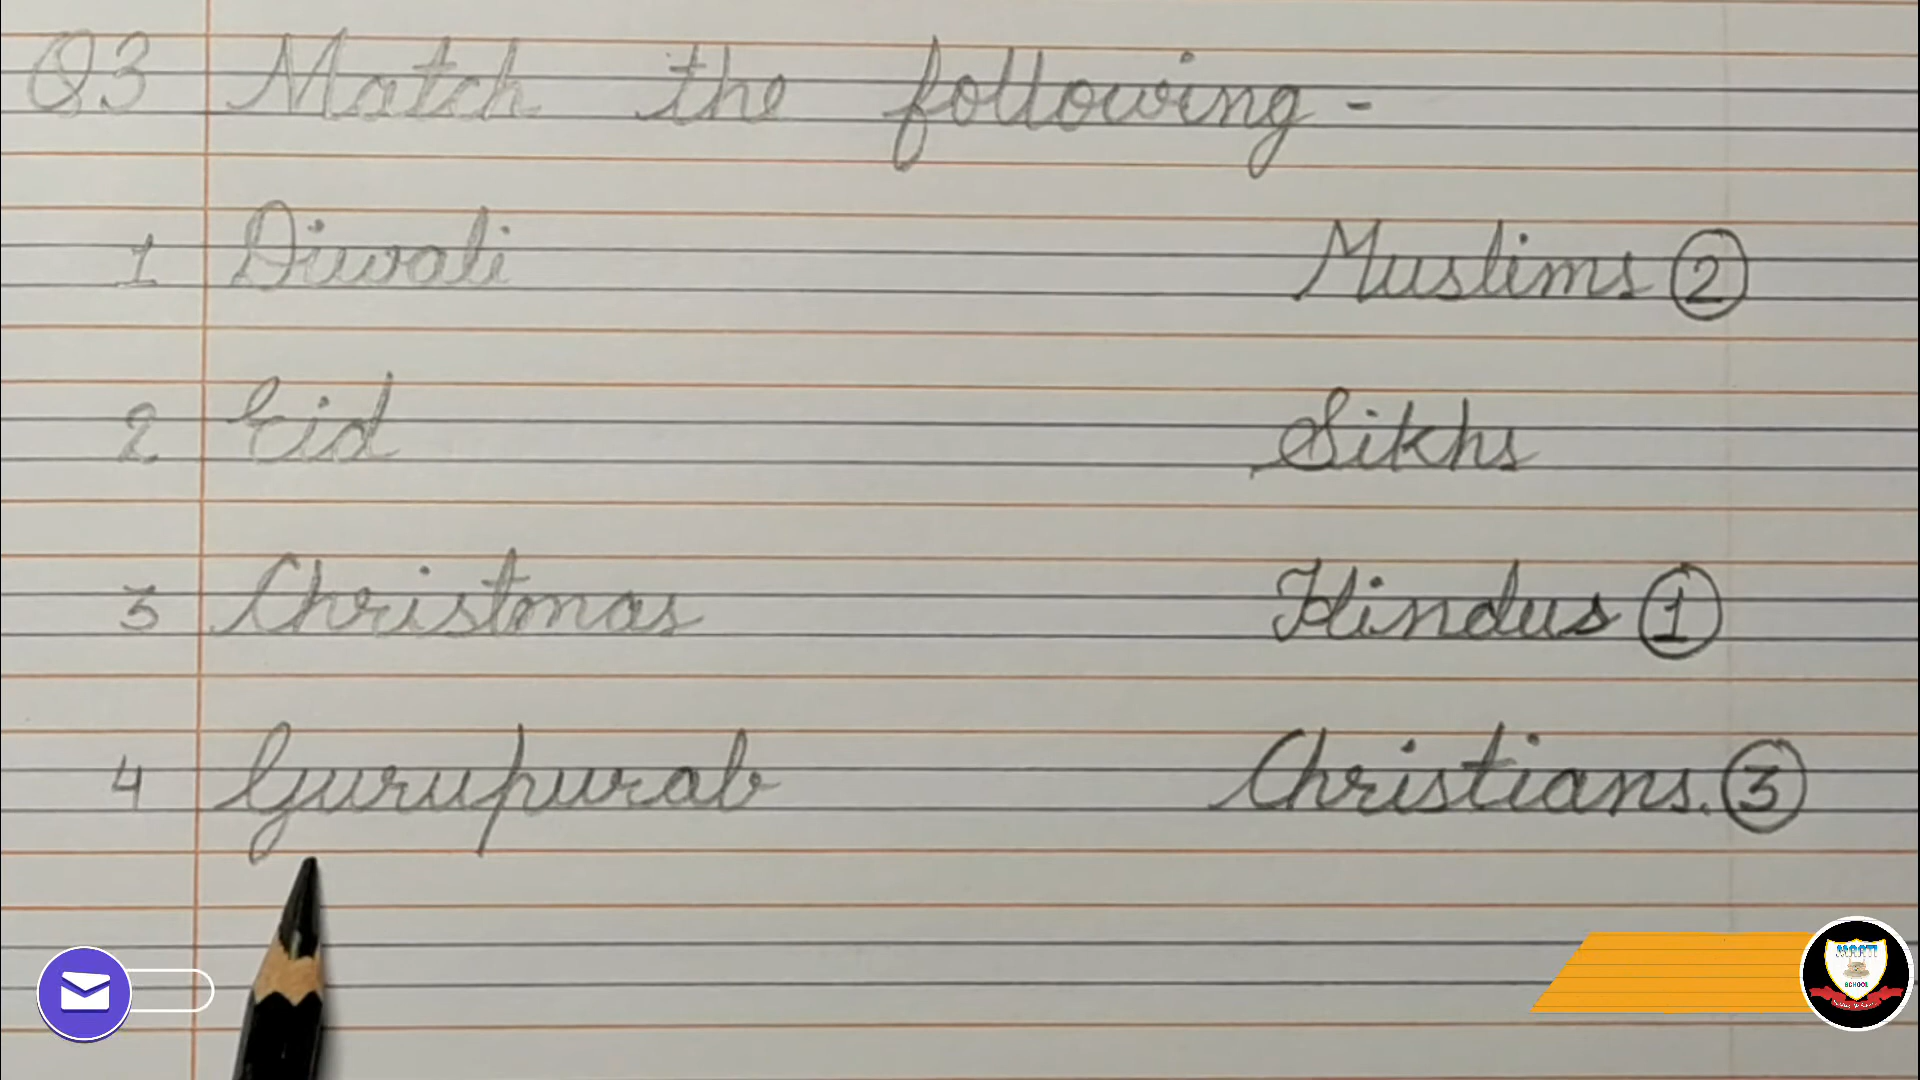 Q3 Match the following -
1 Diwali Muslims 2
2 Eid Sikhs
3 Christmas Hindus 1
4 Gurupurab Christians. 3
SCHOOL